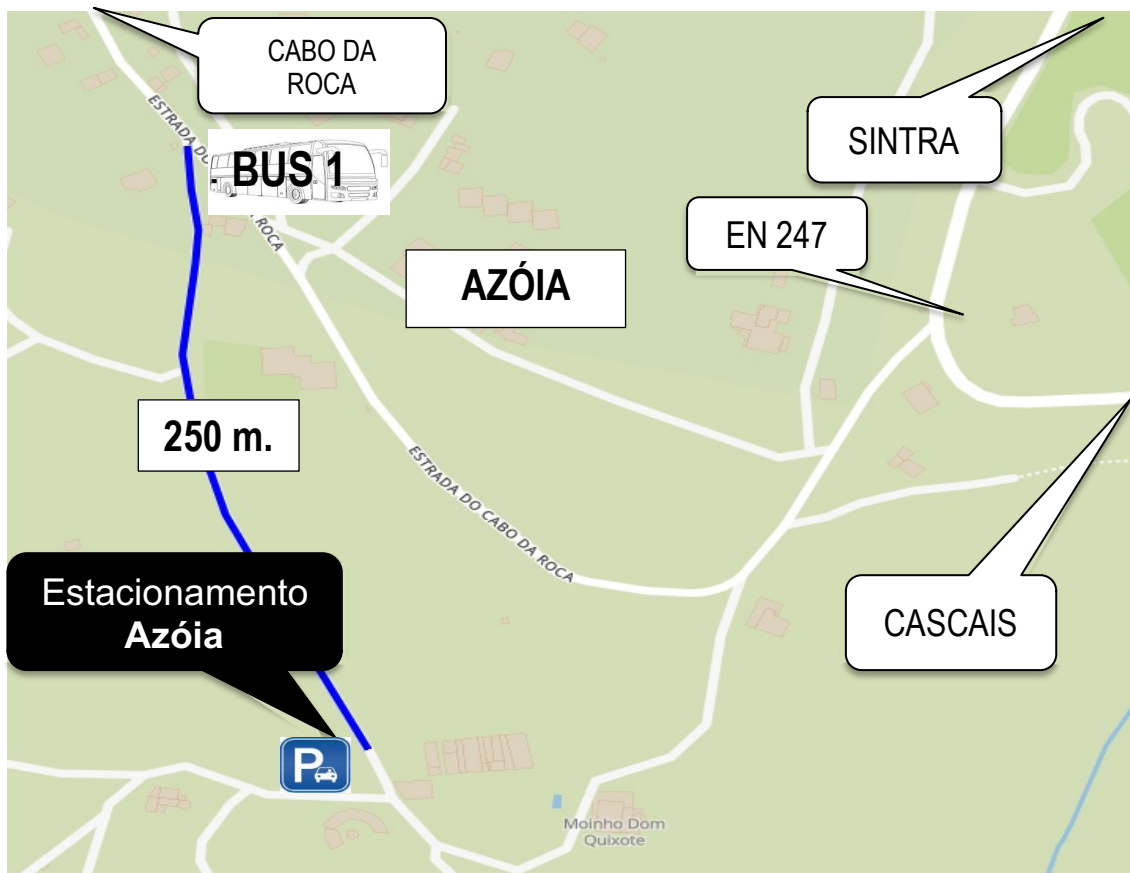 CABO DA
ROCA
SINTRA
ESTRADA DO
BUS 1
ROCA
EN 247
AZÓIA
250 m.
ESTRADA DO CABO DA ROCA
Estacionamento
Azóia
CASCAIS
P
Moinho Dom
Quixote